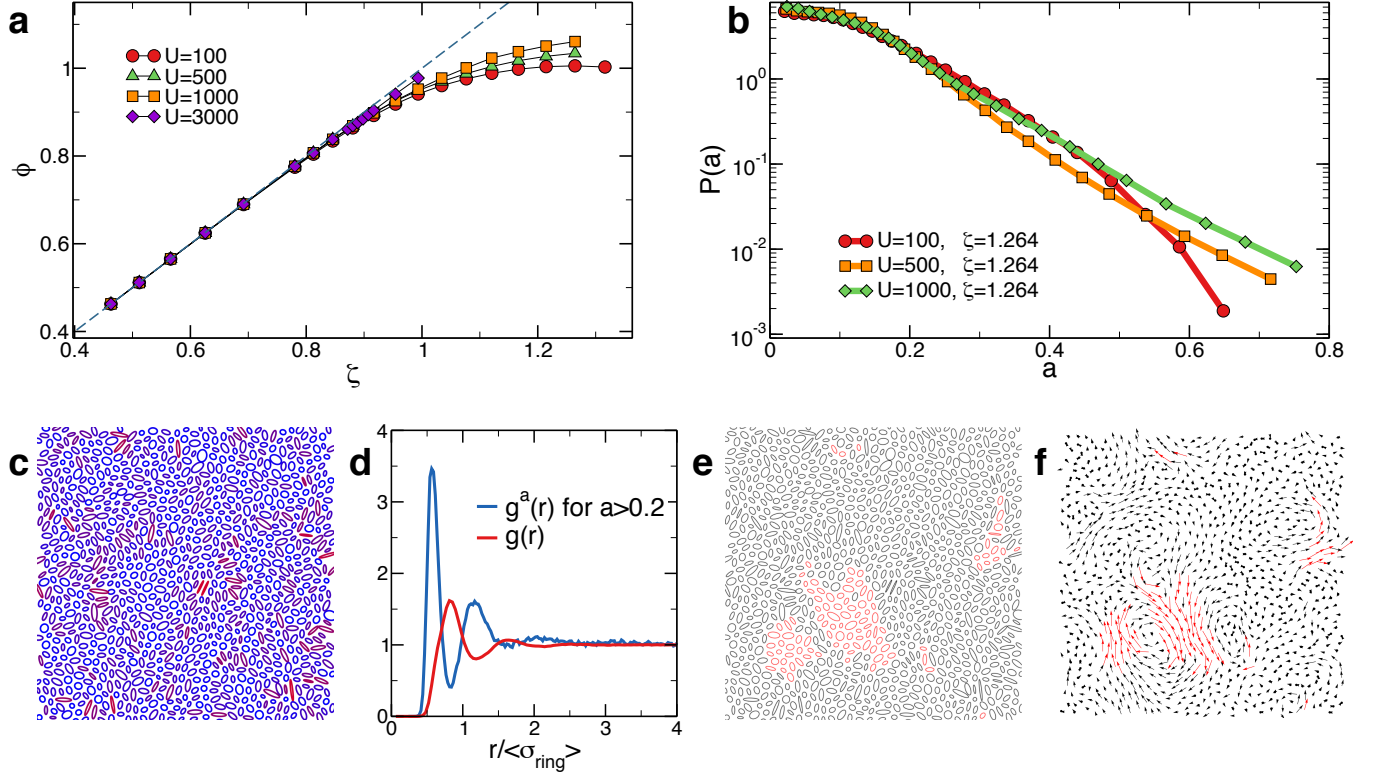 a
U=100
U=500
U=1000
U=3000
ϕ
1
0.8
0.6
0.4
0.4 0.6 0.8 1 1.2
ζ
b
P(a)
10^0
10^-1
10^-2
10^-3
U=100, ζ=1.264
U=500, ζ=1.264
U=1000, ζ=1.264
0 0.2 0.4 0.6 0.8
a
c
d
4
3
2
1
0
g^a(r) for a>0.2
g(r)
0 1 2 3 4
r/<σ_ring>
e
f